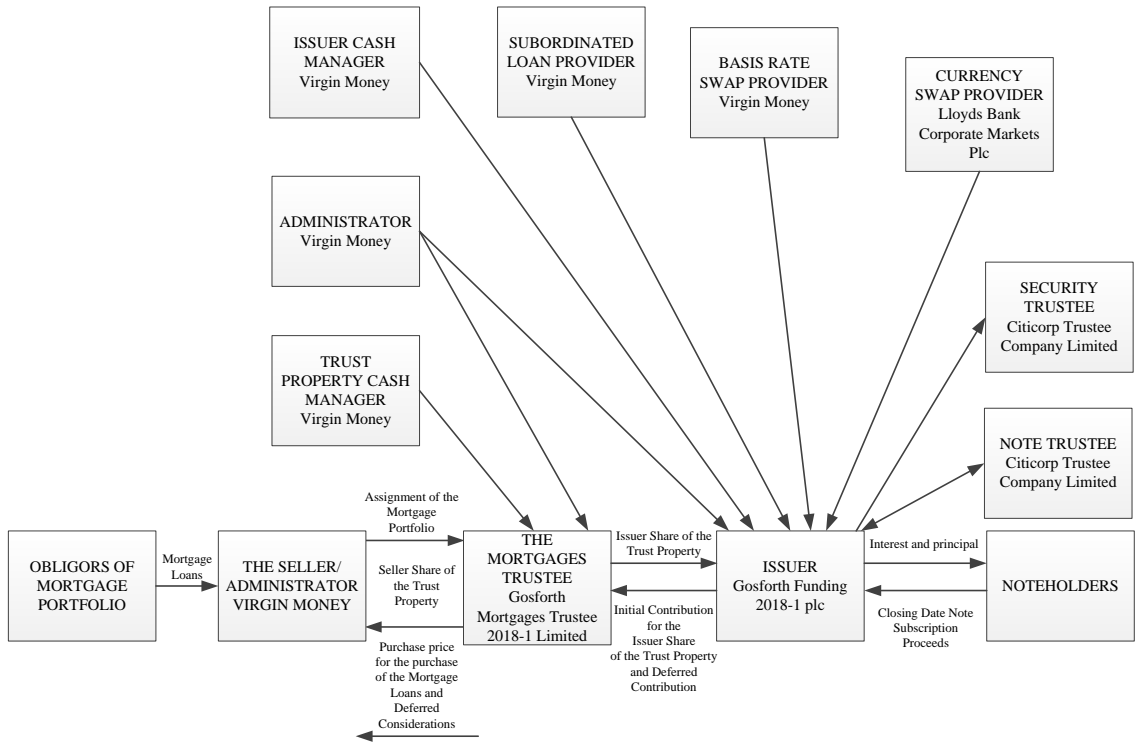 ISSUER CASH
MANAGER
Virgin Money
SUBORDINATED
LOAN PROVIDER
Virgin Money
BASIS RATE
SWAP PROVIDER
Virgin Money
CURRENCY
SWAP PROVIDER
Lloyds Bank
Corporate Markets
Plc
ADMINISTRATOR
Virgin Money
SECURITY
TRUSTEE
Citicorp Trustee
Company Limited
TRUST
PROPERTY CASH
MANAGER
Virgin Money
NOTE TRUSTEE
Citicorp Trustee
Company Limited
OBLIGORS OF
MORTGAGE
PORTFOLIO
Mortgage
Loans
THE SELLER/
ADMINISTRATOR
VIRGIN MONEY
Assignment of the
Mortgage
Portfolio
Seller Share
of the Trust
Property
Purchase price
for the purchase
of the Mortgage
Loans and
Deferred
Considerations
THE
MORTGAGES
TRUSTEE
Gosforth
Mortgages Trustee
2018-1 Limited
Issuer Share of the
Trust Property
Initial Contribution
for the
Issuer Share
of the Trust Property
and Deferred
Contribution
ISSUER
Gosforth Funding
2018-1 plc
Interest and principal
Closing Date Note
Subscription
Proceeds
NOTEHOLDERS